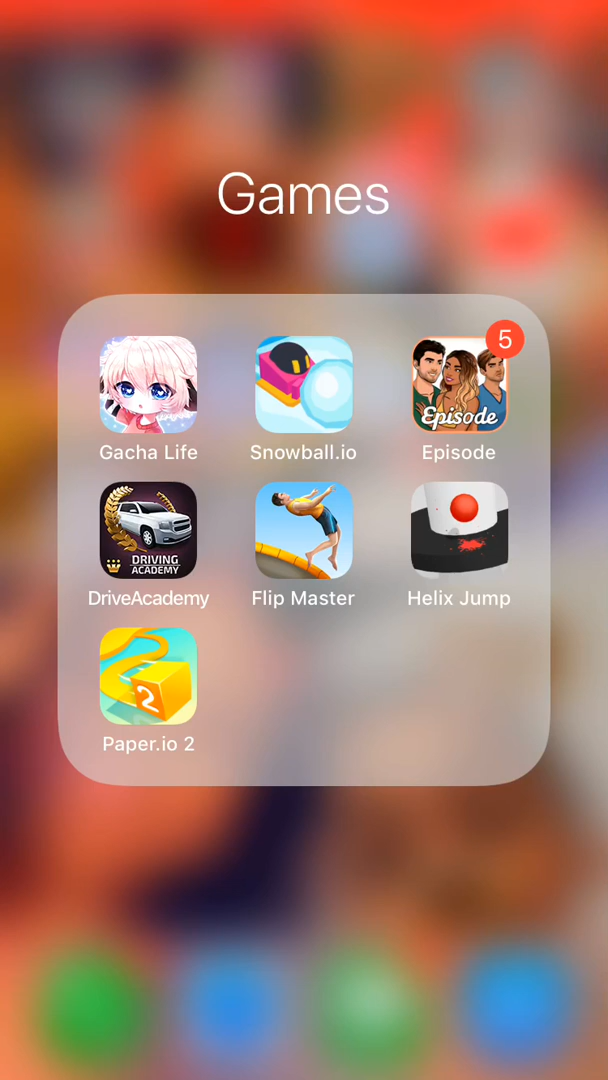 Games
5
Episode
Gacha Life
Snowball.io
Episode
DRIVING
ACADEMY
DriveAcademy
Flip Master
Helix Jump
2
Paper.io 2